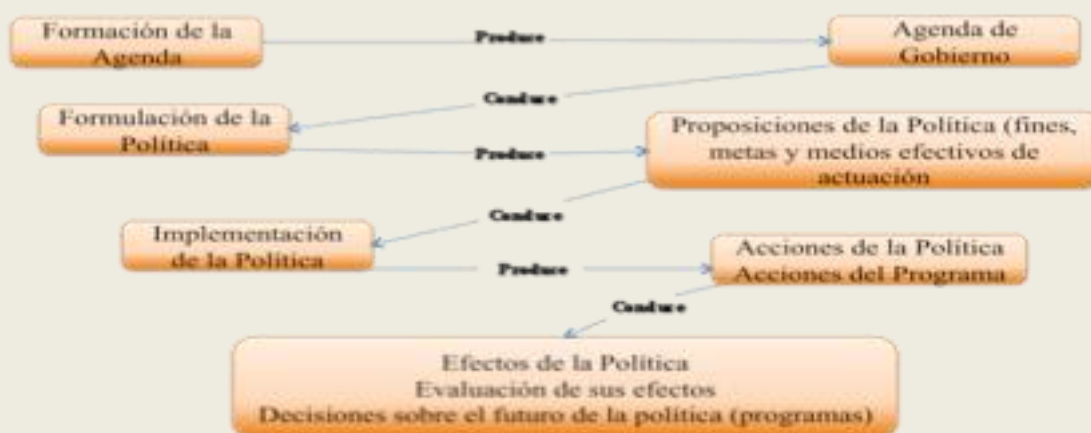 Formación de la
Agenda
Produce
Agenda de
Gobierno
Conduce
Formulación de la
Política
Produce
Proposiciones de la Política (fines,
metas y medios efectivos de
actuación
Conduce
Implementación
de la Política
Produce
Acciones de la Política
Acciones del Programa
Conduce
Efectos de la Política
Evaluación de sus efectos
Decisiones sobre el futuro de la política (programas)